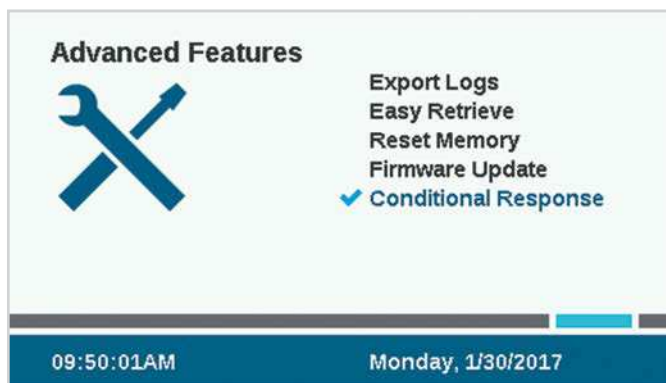 Advanced Features
Export Logs
Easy Retrieve
Reset Memory
Firmware Update
Conditional Response
09:50:01AM Monday, 1/30/2017